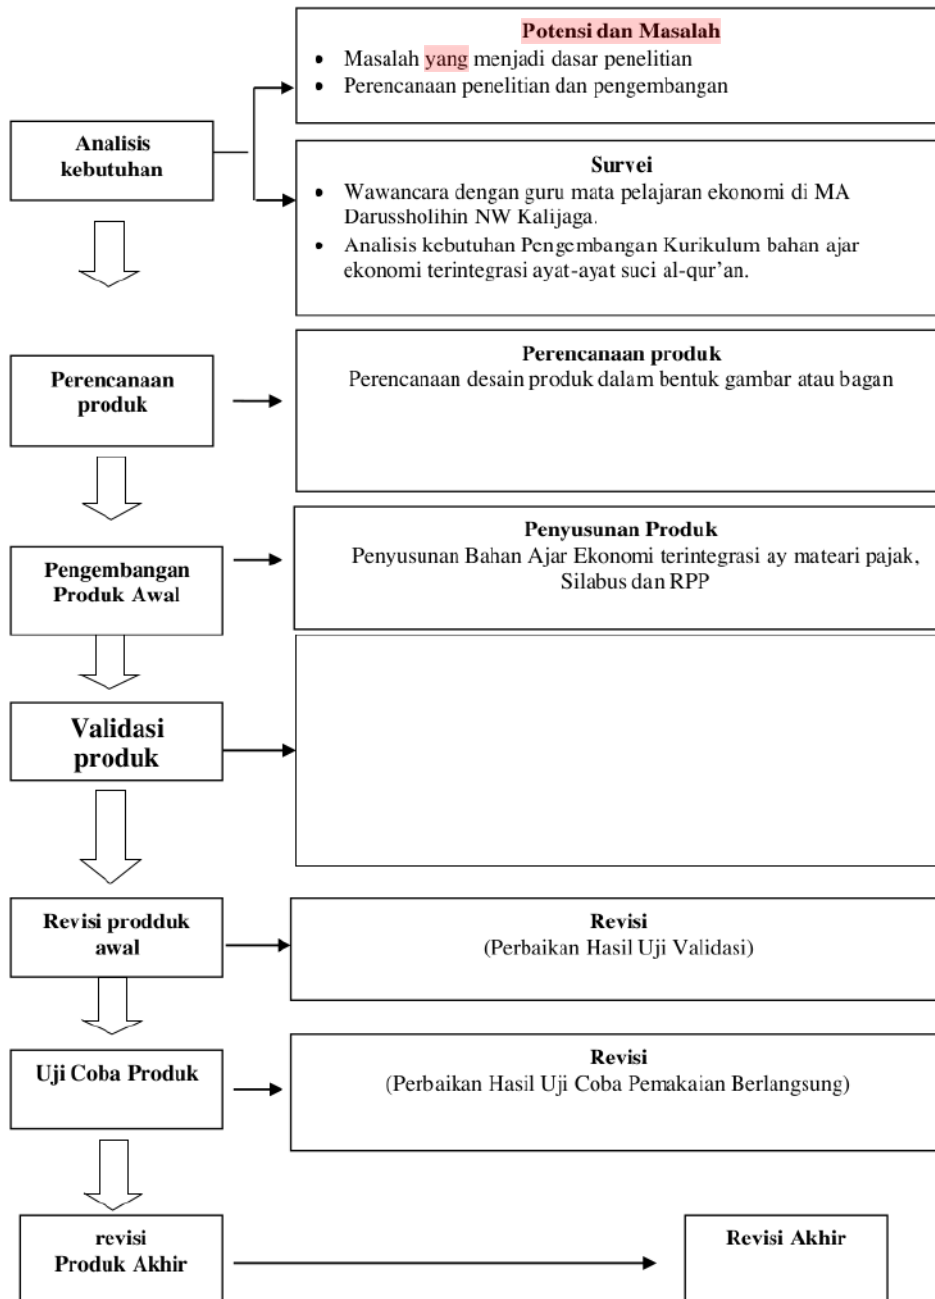 Potensi dan Masalah
• Masalah yang menjadi dasar penelitian
• Perencanaan penelitian dan pengembangan
Analisis
kebutuhan
Survei
• Wawancara dengan guru mata pelajaran ekonomi di MA
Darussholihin NW Kalijaga.
• Analisis kebutuhan Pengembangan Kurikulum bahan ajar
ekonomi terintegrasi ayat-ayat suci al-qur’an.
Perencanaan
produk
Perencanaan produk
Perencanaan desain produk dalam bentuk gambar atau bagan
Pengembangan
Produk Awal
Penyusunan Produk
Penyusunan Bahan Ajar Ekonomi terintegrasi ay mateari pajak,
Silabus dan RPP
Validasi
produk
Revisi prodduk
awal
Revisi
(Perbaikan Hasil Uji Validasi)
Uji Coba Produk
Revisi
(Perbaikan Hasil Uji Coba Pemakaian Berlangsung)
revisi
Produk Akhir
Revisi Akhir